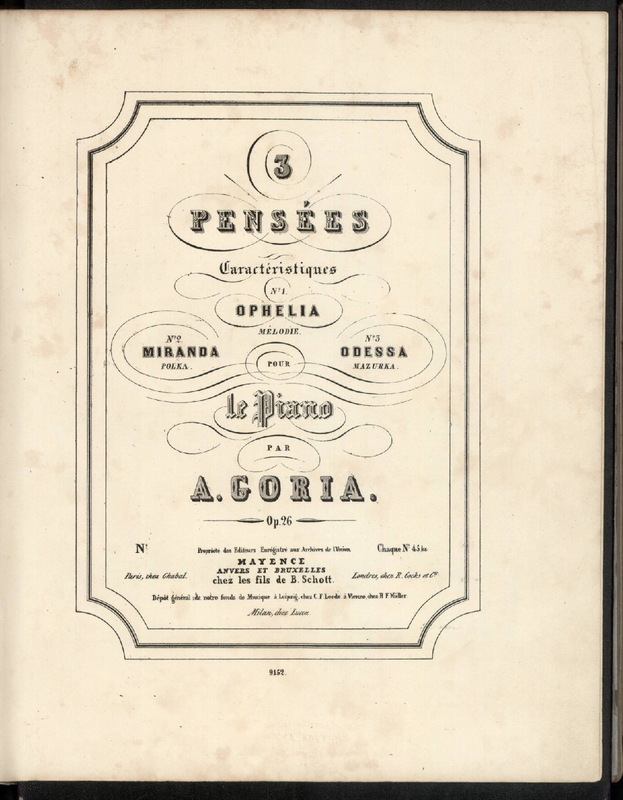 3
PENSÉES
Caractéristiques
Nº1.
OPHELIA
MÉLODIE.
Nº2
MIRANDA
POLKA.
Nº3
ODESSA
MAZURKA.
POUR
le Piano
PAR
A. GORIA.
Op. 26
Nº
Propriété des Editeurs Enrégistré aux Archives de l'Union.
Chaque Nº 45 kr.
MAYENCE
ANVERS ET BRUXELLES
Paris, chez Chabal.
chez les fils de B. Schott.
Londres, chez R. Cocks et Cº
Dépôt général de notre fonds de Musique à Leipzig, chez C. F. Leede à Vienne, chez H. F. Müller.
Milan, chez Lucca.
9152.